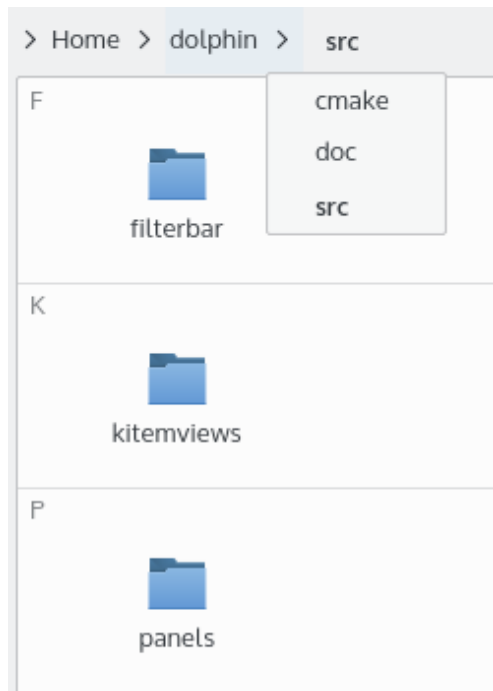 > Home > dolphin > src
F
cmake
doc
src
filterbar
K
kitemviews
P
panels